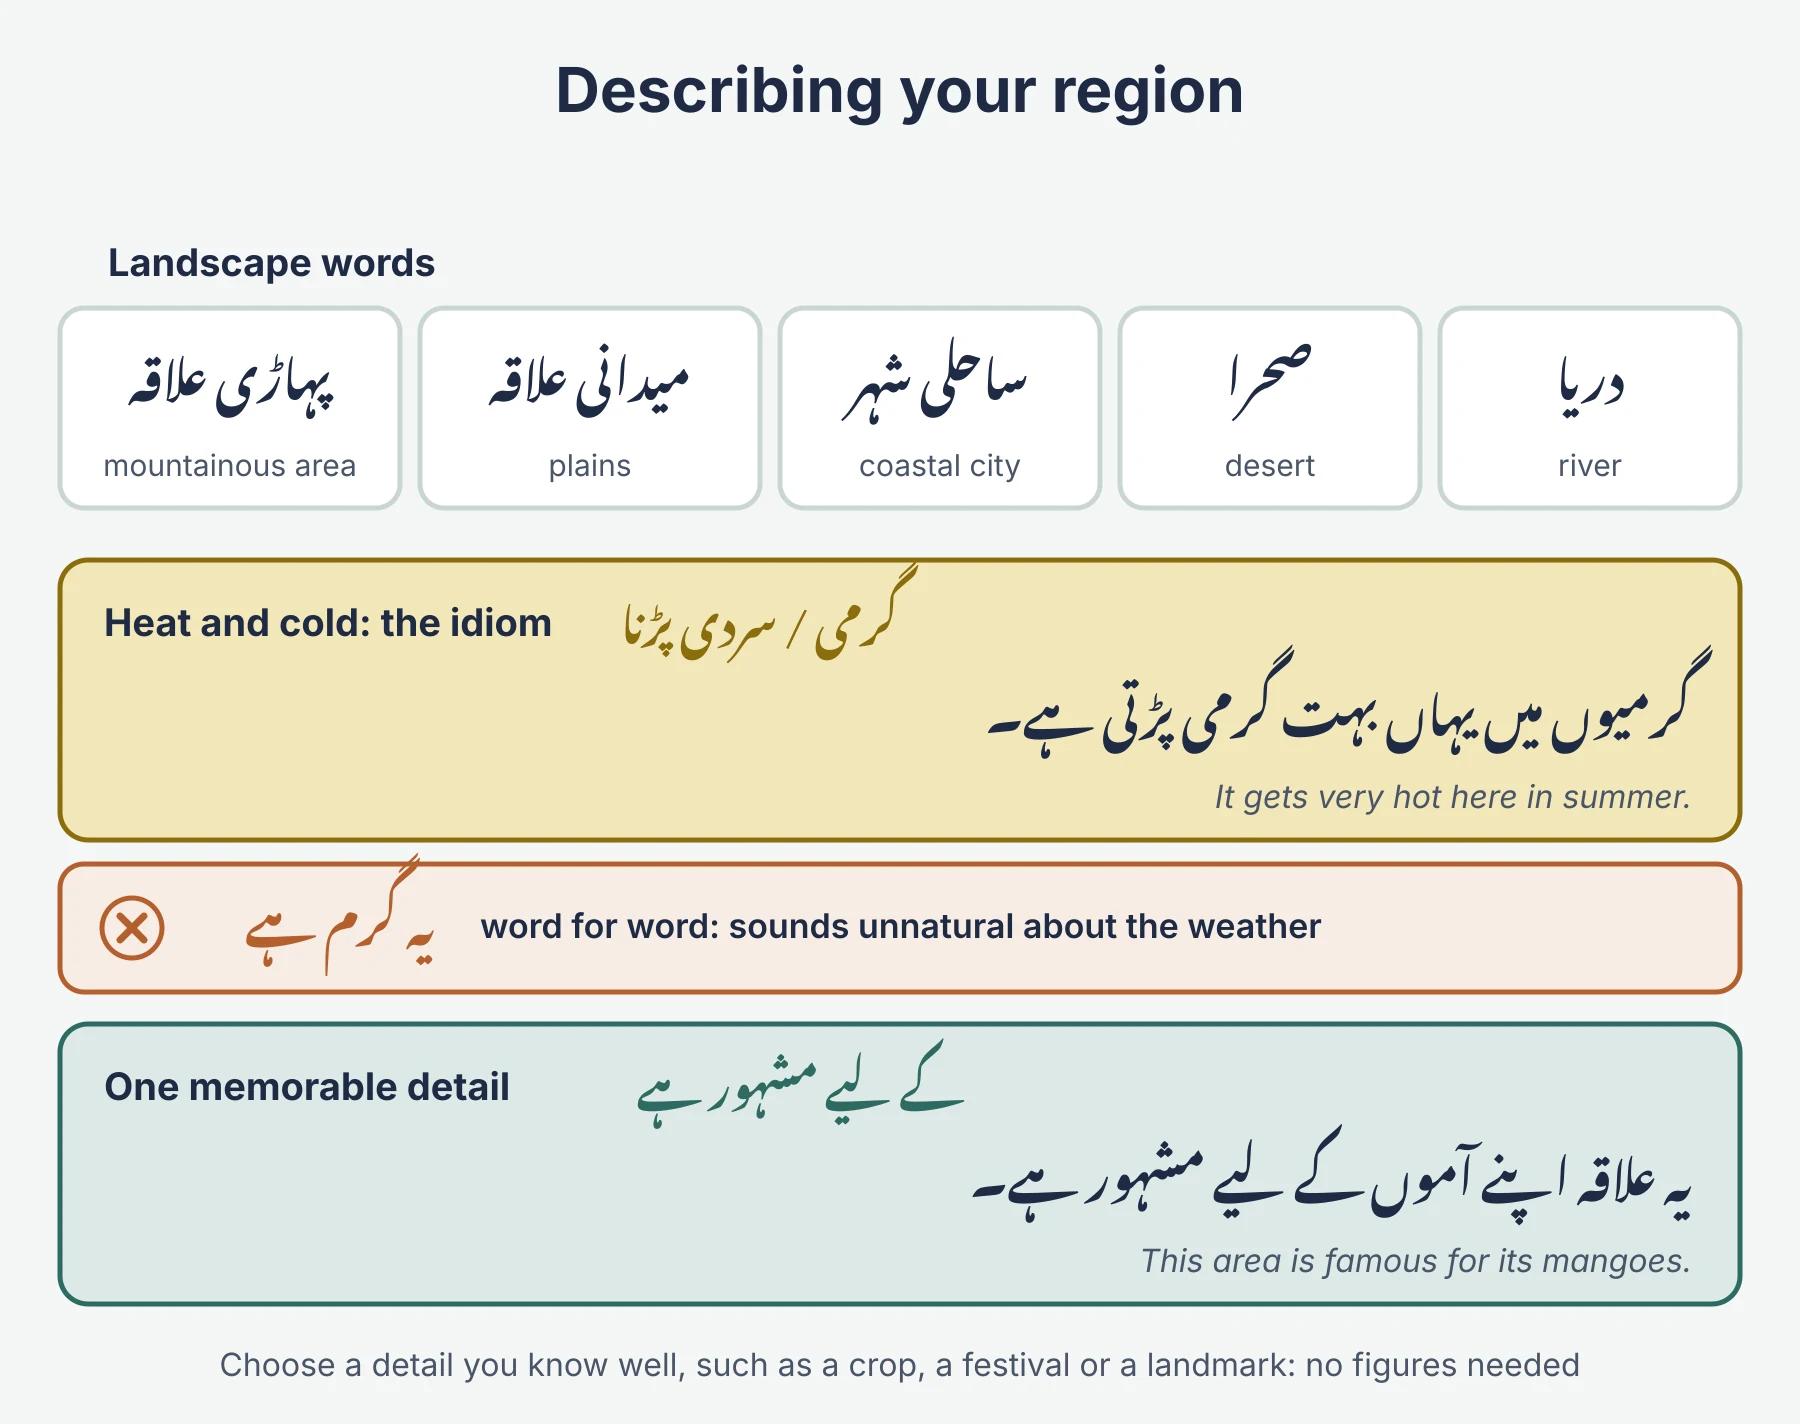 Describing your region
Landscape words
پہاڑی علاقہ
mountainous area
میدانی علاقہ
plains
ساحلی شہر
coastal city
صحرا
desert
دریا
river
Heat and cold: the idiom گرمی / سردی پڑنا
گرمیوں میں یہاں بہت گرمی پڑتی ہے۔
It gets very hot here in summer.
یہ گرم ہے word for word: sounds unnatural about the weather
One memorable detail کے لیے مشہور ہے
یہ علاقہ اپنے آموں کے لیے مشہور ہے۔
This area is famous for its mangoes.
Choose a detail you know well, such as a crop, a festival or a landmark: no figures needed